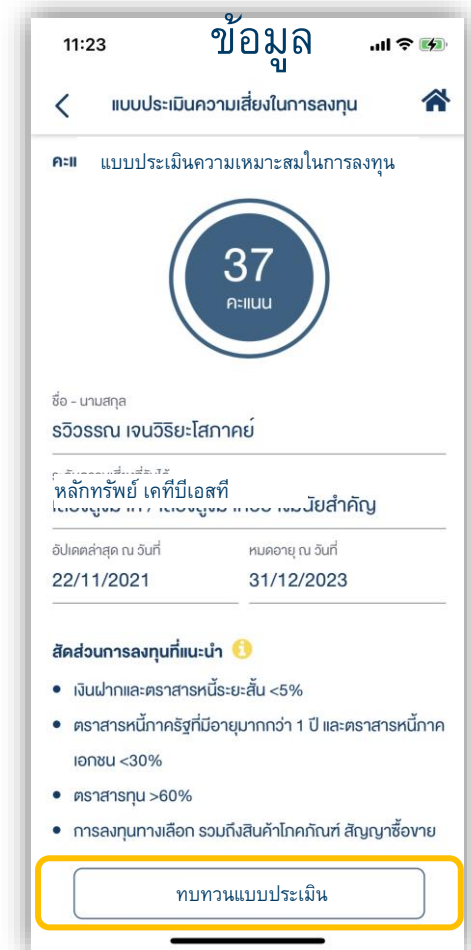 ข้อมูล
11:23
แบบประเมินความเสี่ยงในการลงทุน
คะแ แบบประเมินความเหมาะสมในการลงทุน
37
คะแนน
ชื่อ - นามสกุล
รวิวรรณ เจนวิริยะโสภาคย์
หลักทรัพย์ เคทีบีเอสที
นัยสำคัญ
อัปเดตล่าสุด ณ วันที่ หมดอายุ ณ วันที่
22/11/2021 31/12/2023
สัดส่วนการลงทุนที่แนะนำ
• เงินฝากและตราสารหนี้ระยะสั้น <5%
• ตราสารหนี้ภาครัฐที่มีอายุมากกว่า 1 ปี และตราสารหนี้ภาค
เอกชน <30%
• ตราสารทุน >60%
• การลงทุนทางเลือก รวมถึงสินค้าโภคภัณฑ์ สัญญาซื้อขาย
ทบทวนแบบประเมิน